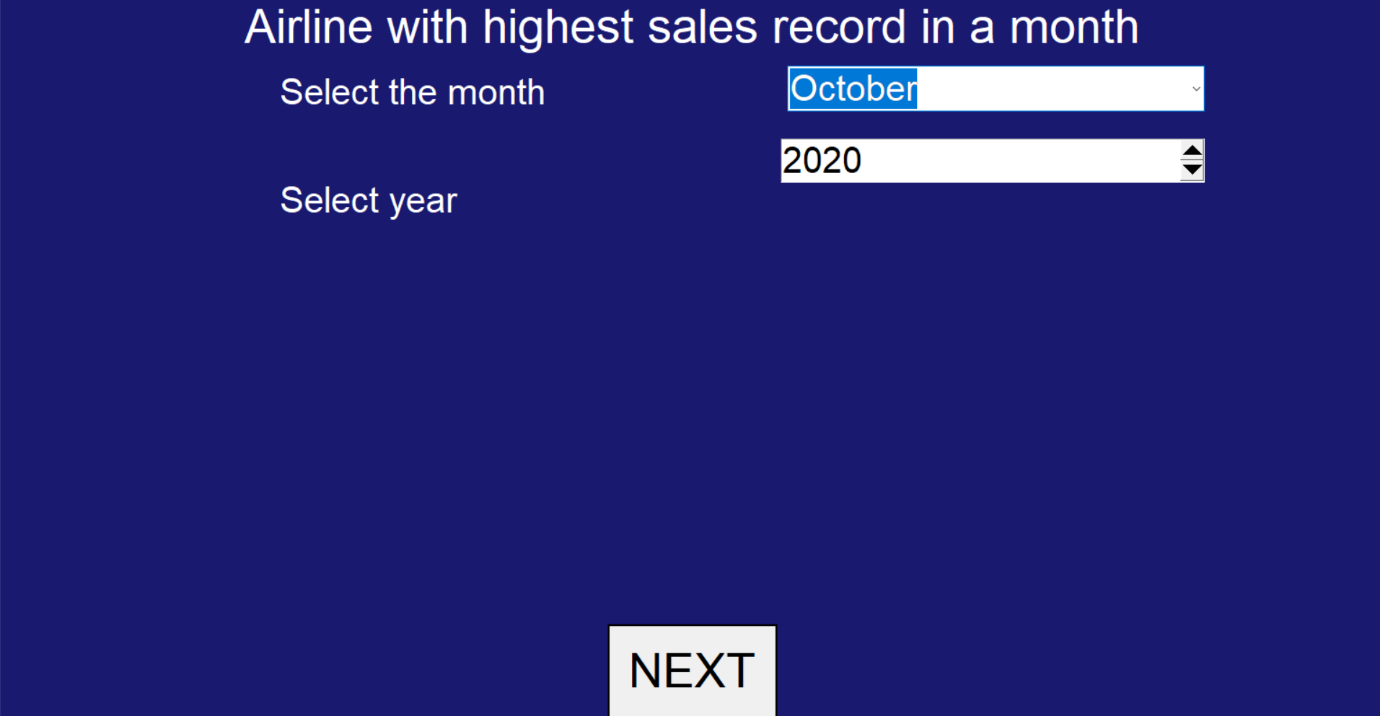 Airline with highest sales record in a month
Select the month
October
2020
Select year
NEXT